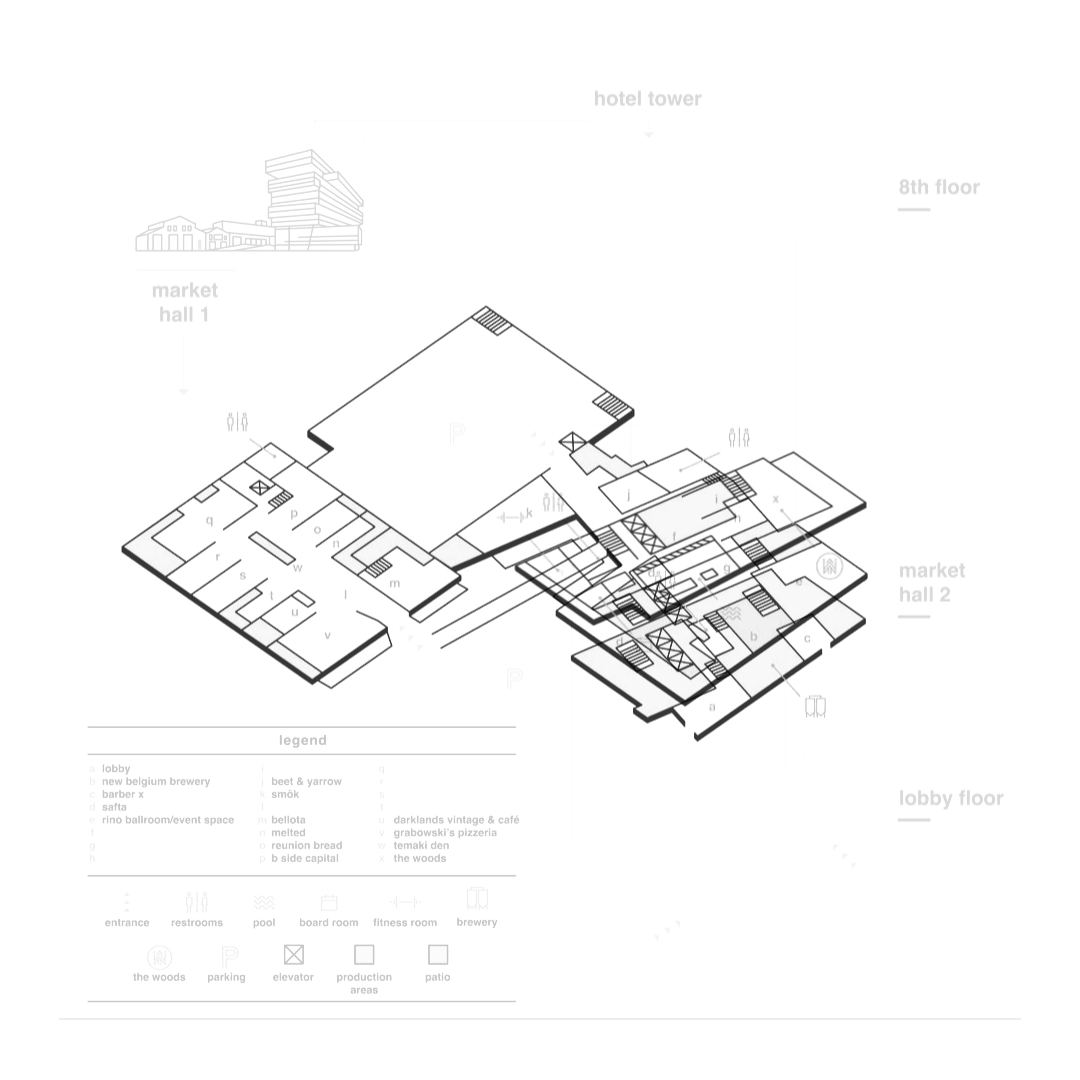 hotel tower
8th floor
market
hall 1
P
k
j
j
x
q
p
o
n
n
r
f
s
w
m
d
g
e
t
l
u
v
market
hall 2
d
b
c
P
a
legend
a lobby
b new belgium brewery
c barber x
d safta
e rino ballroom/event space
f
g
h
i
j beet & yarrow
k smök
l
m bellota
n melted
o reunion bread
p b side capital
q
r
s
t
u darklands vintage & café
v grabowski's pizzeria
w temaki den
x the woods
lobby floor
entrance
restrooms
pool
board room
fitness room
brewery
P
the woods
parking
elevator
production
areas
patio